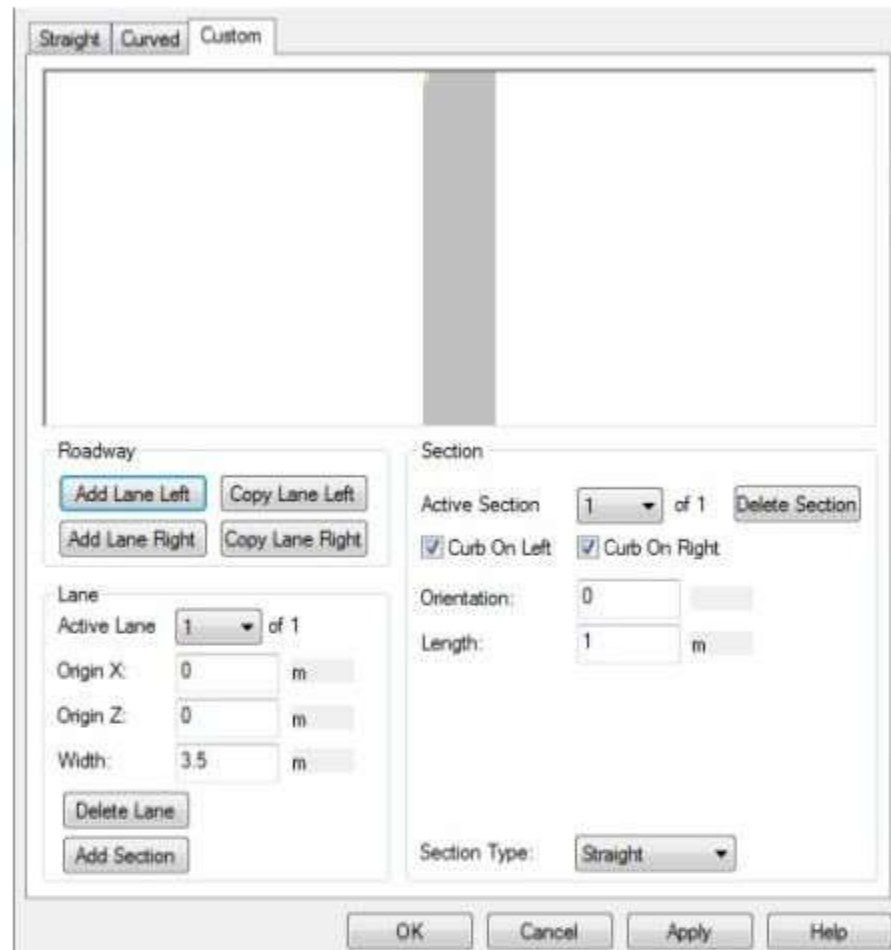 Straight Curved Custom
Roadway
Add Lane Left Copy Lane Left
Add Lane Right Copy Lane Right
Lane
Active Lane 1 of 1
Origin X: 0 m
Origin Z: 0 m
Width: 3.5 m
Delete Lane
Add Section
Section
Active Section 1 of 1 Delete Section
Curb On Left Curb On Right
Orientation: 0
Length: 1 m
Section Type: Straight
OK Cancel Apply Help